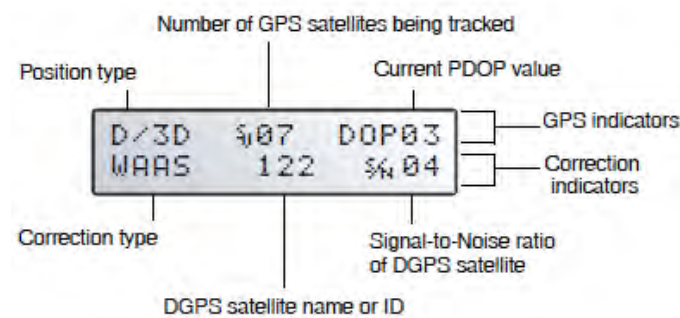 Number of GPS satellites being tracked
Position type
Current PDOP value
D/3D 07 DOP03
GPS indicators
WAAS 122 S/N 04
Correction
indicators
Correction type
Signal-to-Noise ratio
of DGPS satellite
DGPS satellite name or ID